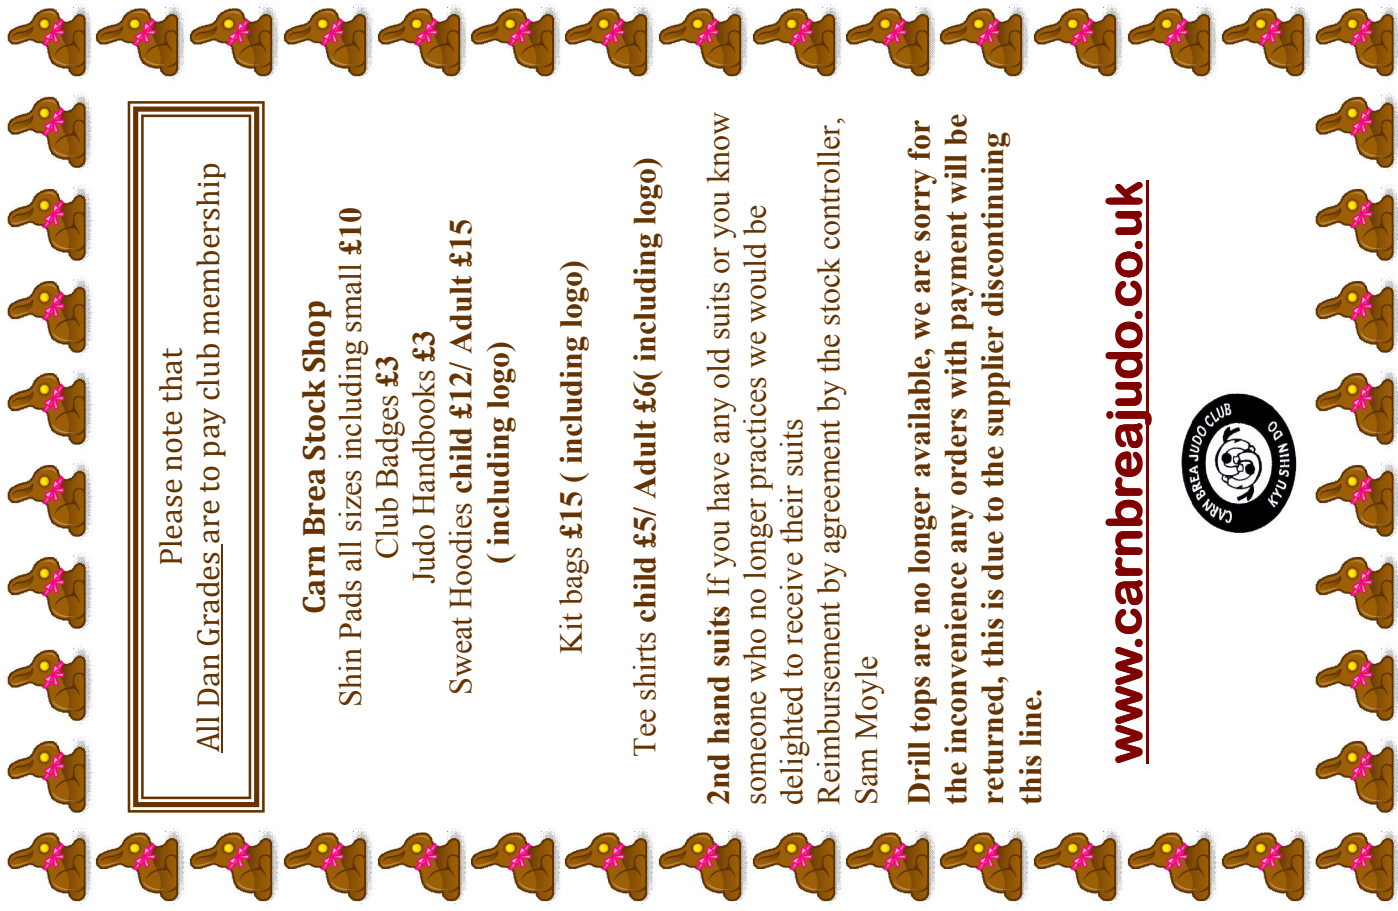 Please note that
All Dan Grades are to pay club membership
Carn Brea Stock Shop
Shin Pads all sizes including small £10
Club Badges £3
Judo Handbooks £3
Sweat Hoodies child £12/ Adult £15
( including logo)
Kit bags £15 ( including logo)
Tee shirts child £5/ Adult £6( including logo)
2nd hand suits If you have any old suits or you know
someone who no longer practices we would be
delighted to receive their suits
Reimbursement by agreement by the stock controller,
Sam Moyle
Drill tops are no longer available, we are sorry for
the inconvenience any orders with payment will be
returned, this is due to the supplier discontinuing
this line.
www.carnbreajudo.co.uk
CARN BREA JUDO CLUB
KYU SHIN DO